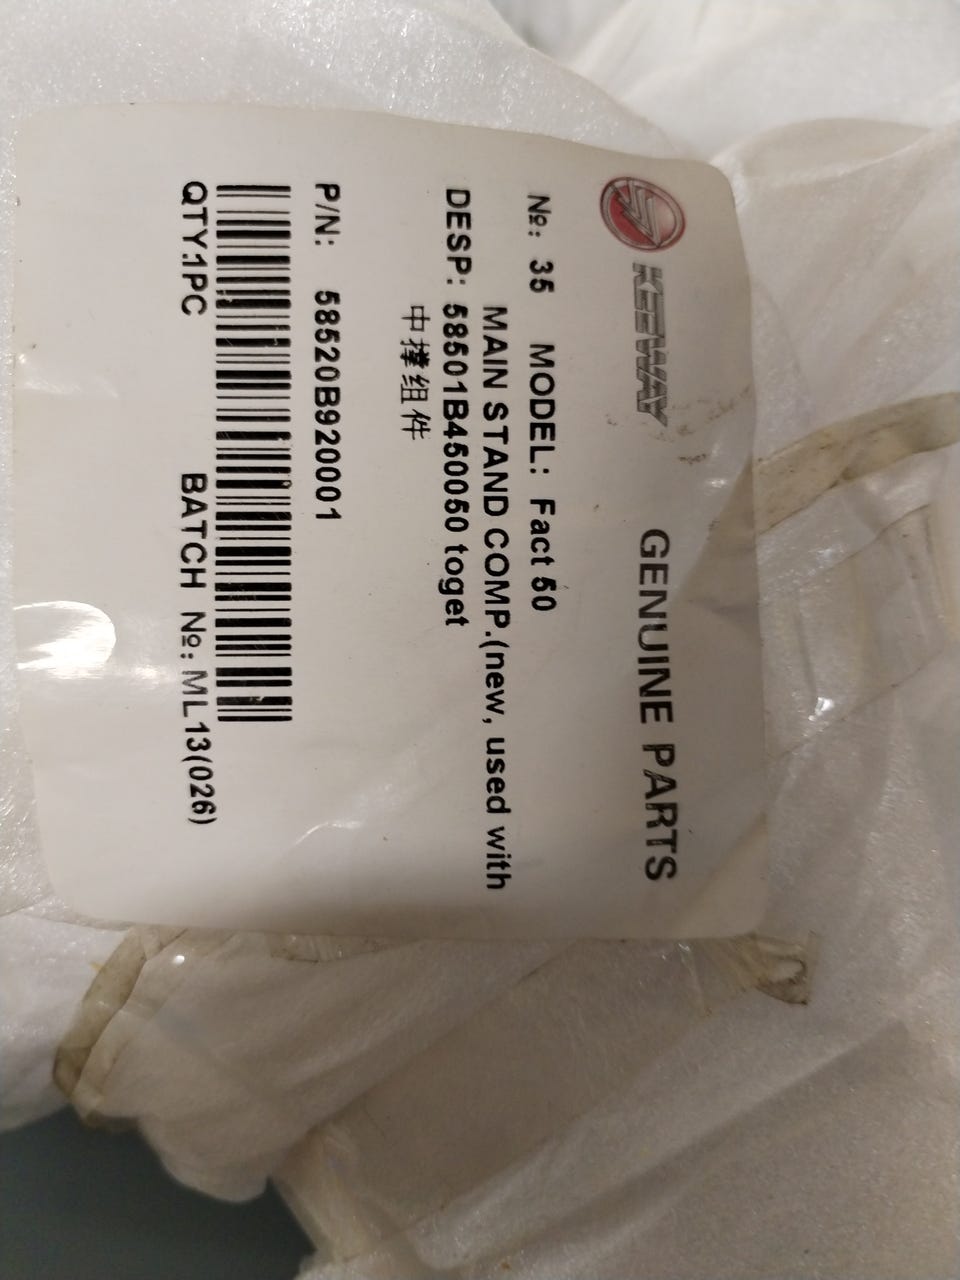 KEEWAY GENUINE PARTS
№: 35 MODEL: Fact 50
MAIN STAND COMP.(new, used with
DESP: 58501B450050 toget
中撑组件
P/N: 58520B920001
QTY:1PC BATCH №: ML13(026)